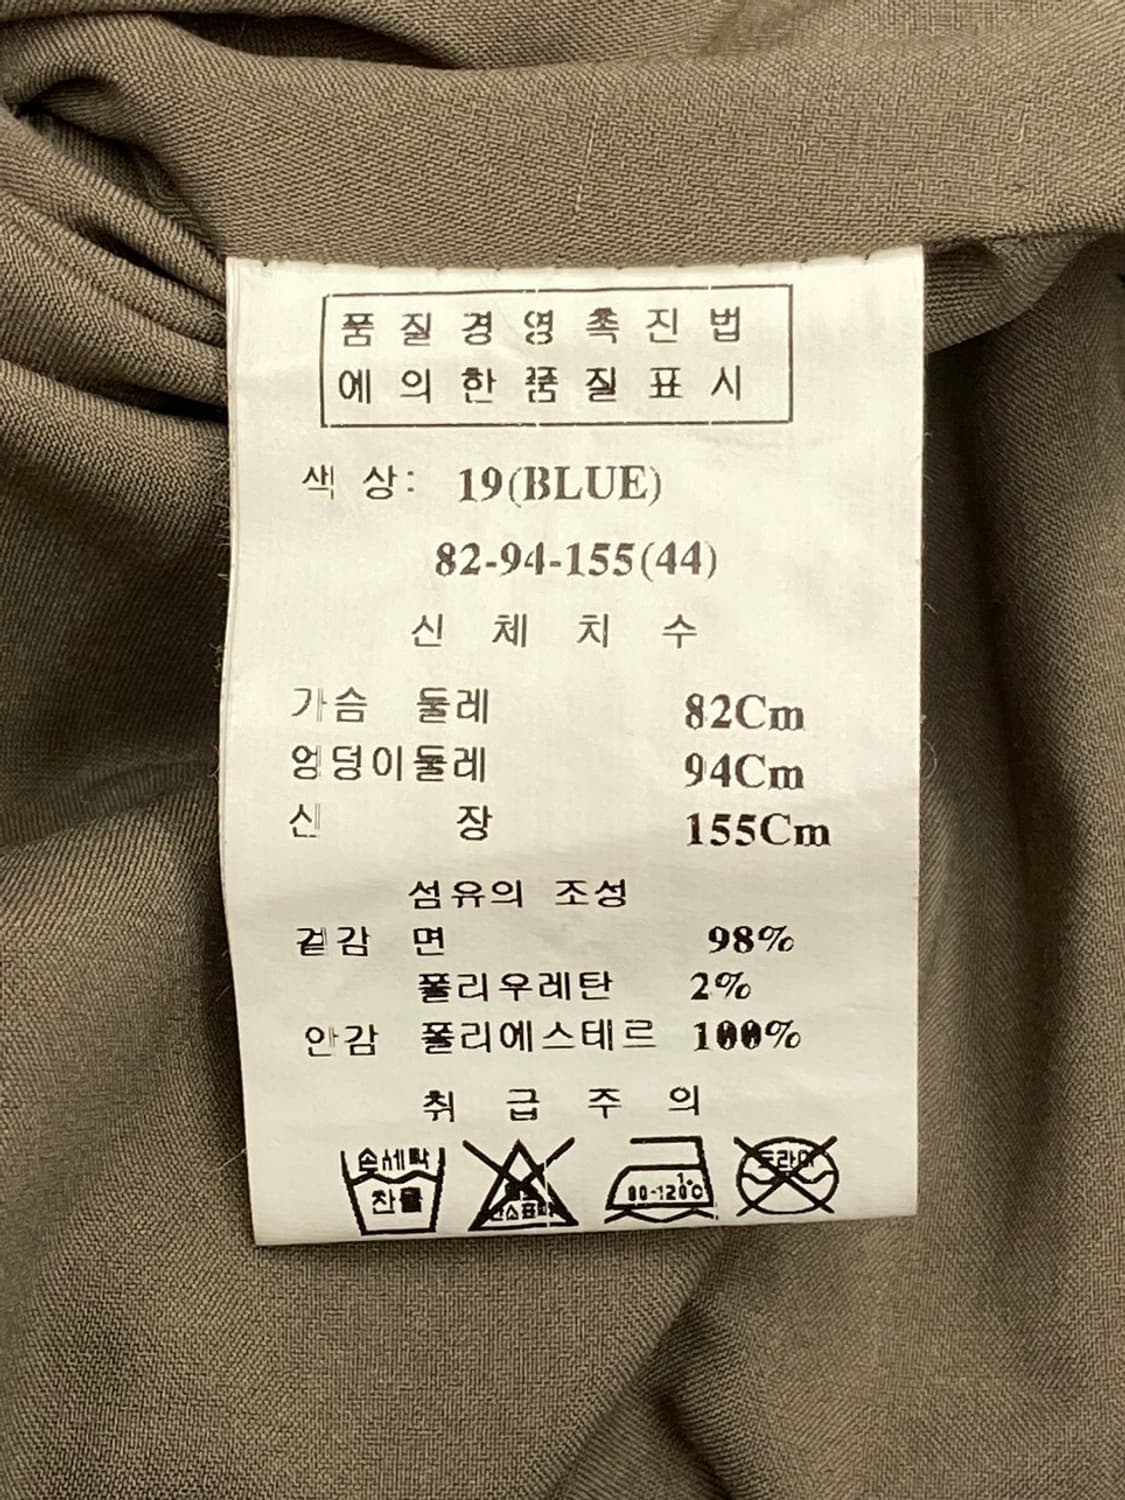 품질경영촉진법
에의한품질표시
색 상: 19(BLUE)
82-94-155(44)
신 체 치 수
가슴 둘레 82Cm
엉덩이둘레 94Cm
신 장 155Cm
섬유의 조성
겉감 면 98%
폴리우레탄 2%
안감 폴리에스테르 100%
취 급 주 의
손세탁
찬물
80-120℃
드라이